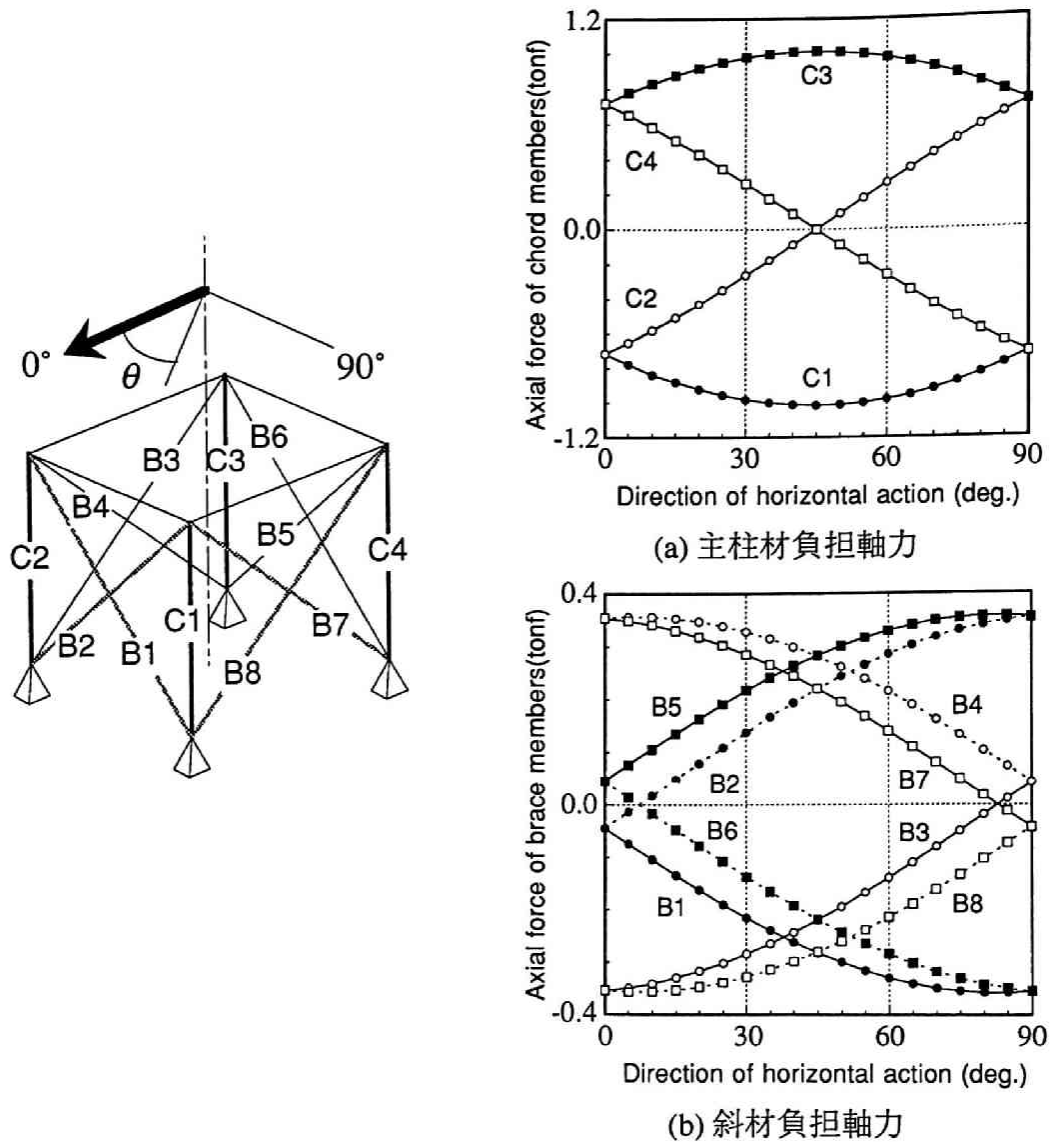 0°
θ
90°
B3
B6
C3
B4
B5
C2
C4
C1
B7
B2
B1
B8
Axial force of chord members(tonf)
1.2
0.0
-1.2
C3
C4
C2
C1
0
30
60
90
Direction of horizontal action (deg.)
(a) 主柱材負担軸力
Axial force of brace members(tonf)
0.4
0.0
-0.4
B5
B4
B2
B7
B6
B3
B1
B8
0
30
60
90
Direction of horizontal action (deg.)
(b) 斜材負担軸力